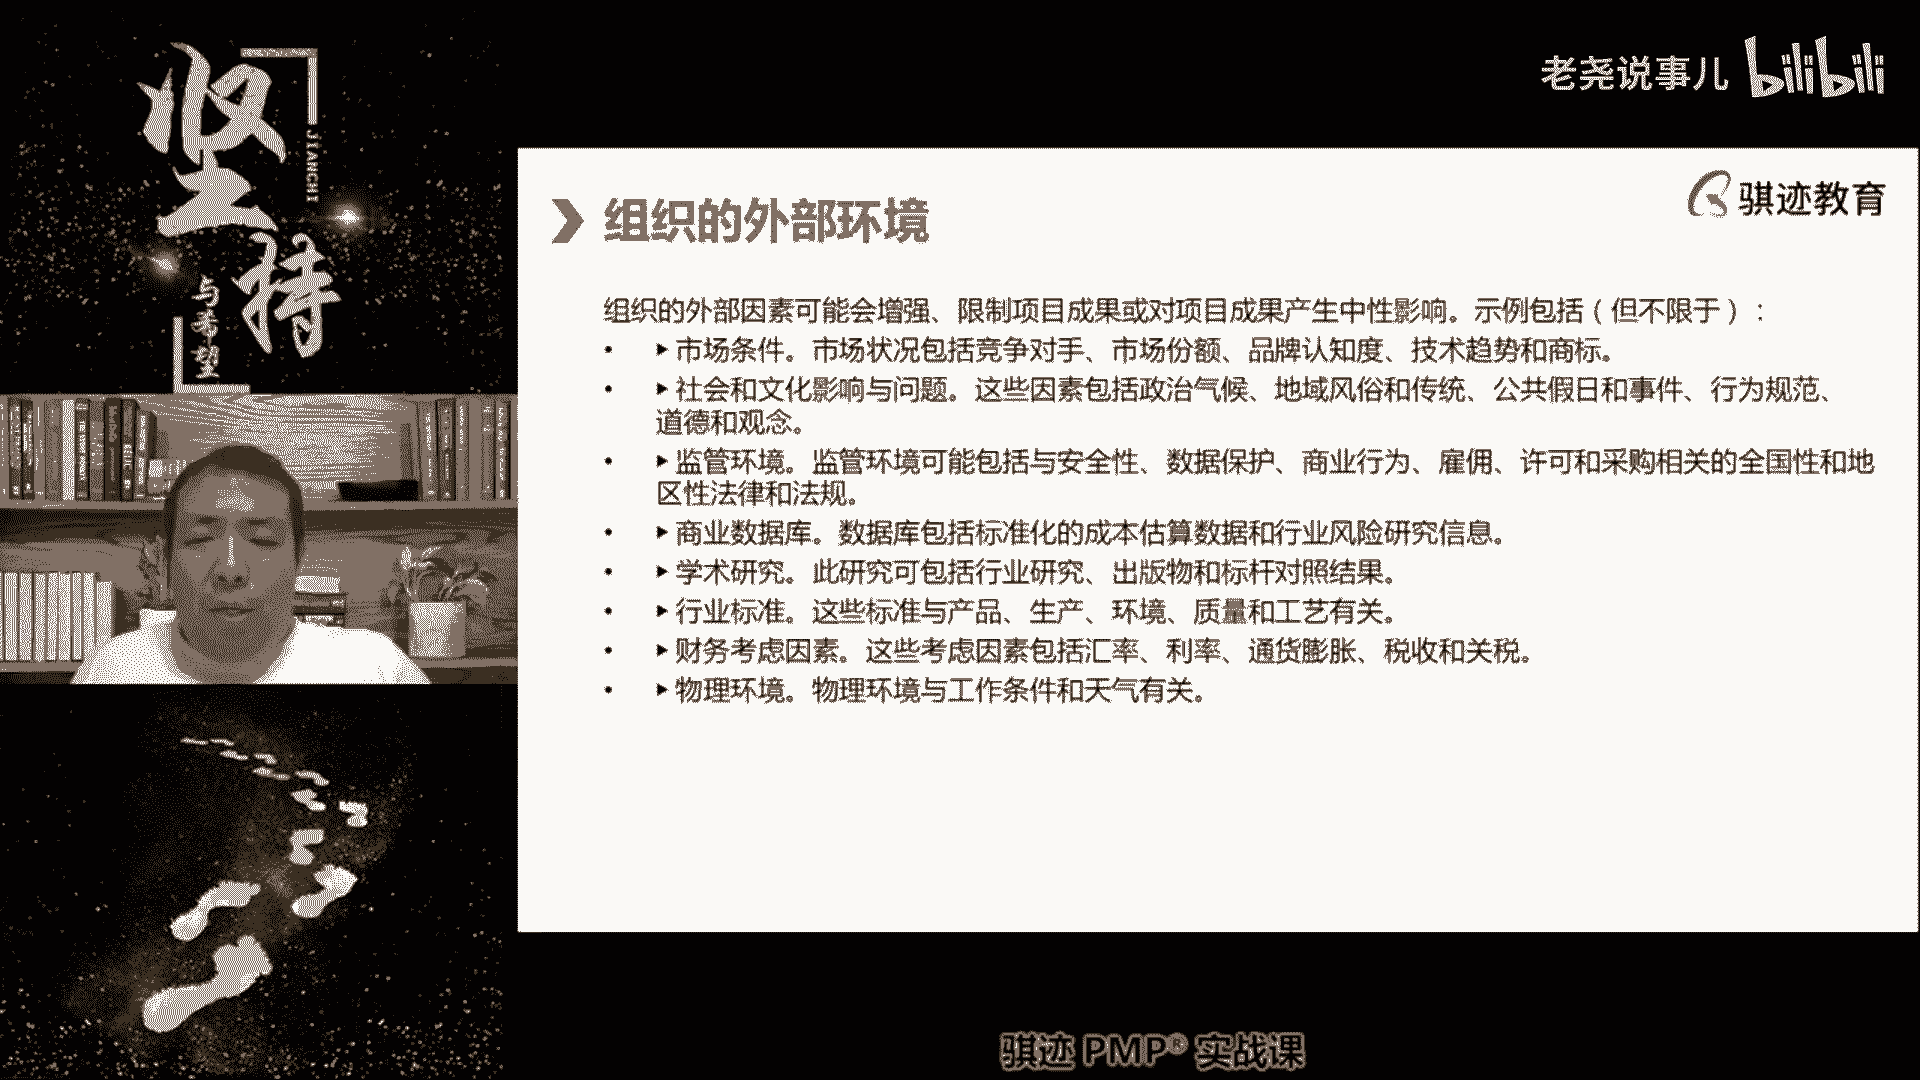 坚持
JIANCHI
与希望
老尧说事儿 bilibili
骐迹教育
组织的外部环境
组织的外部因素可能会增强、限制项目成果或对项目成果产生中性影响。示例包括（但不限于）：
• ➤ 市场条件。市场状况包括竞争对手、市场份额、品牌认知度、技术趋势和商标。
• ➤ 社会和文化影响与问题。这些因素包括政治气候、地域风俗和传统、公共假日和事件、行为规范、
道德和观念。
• ➤ 监管环境。监管环境可能包括与安全性、数据保护、商业行为、雇佣、许可和采购相关的全国性和地
区性法律和法规。
• ➤ 商业数据库。数据库包括标准化的成本估算数据和行业风险研究信息。
• ➤ 学术研究。此研究可包括行业研究、出版物和标杆对照结果。
• ➤ 行业标准。这些标准与产品、生产、环境、质量和工艺有关。
• ➤ 财务考虑因素。这些考虑因素包括汇率、利率、通货膨胀、税收和关税。
• ➤ 物理环境。物理环境与工作条件和天气有关。
骐迹 PMP® 实战课